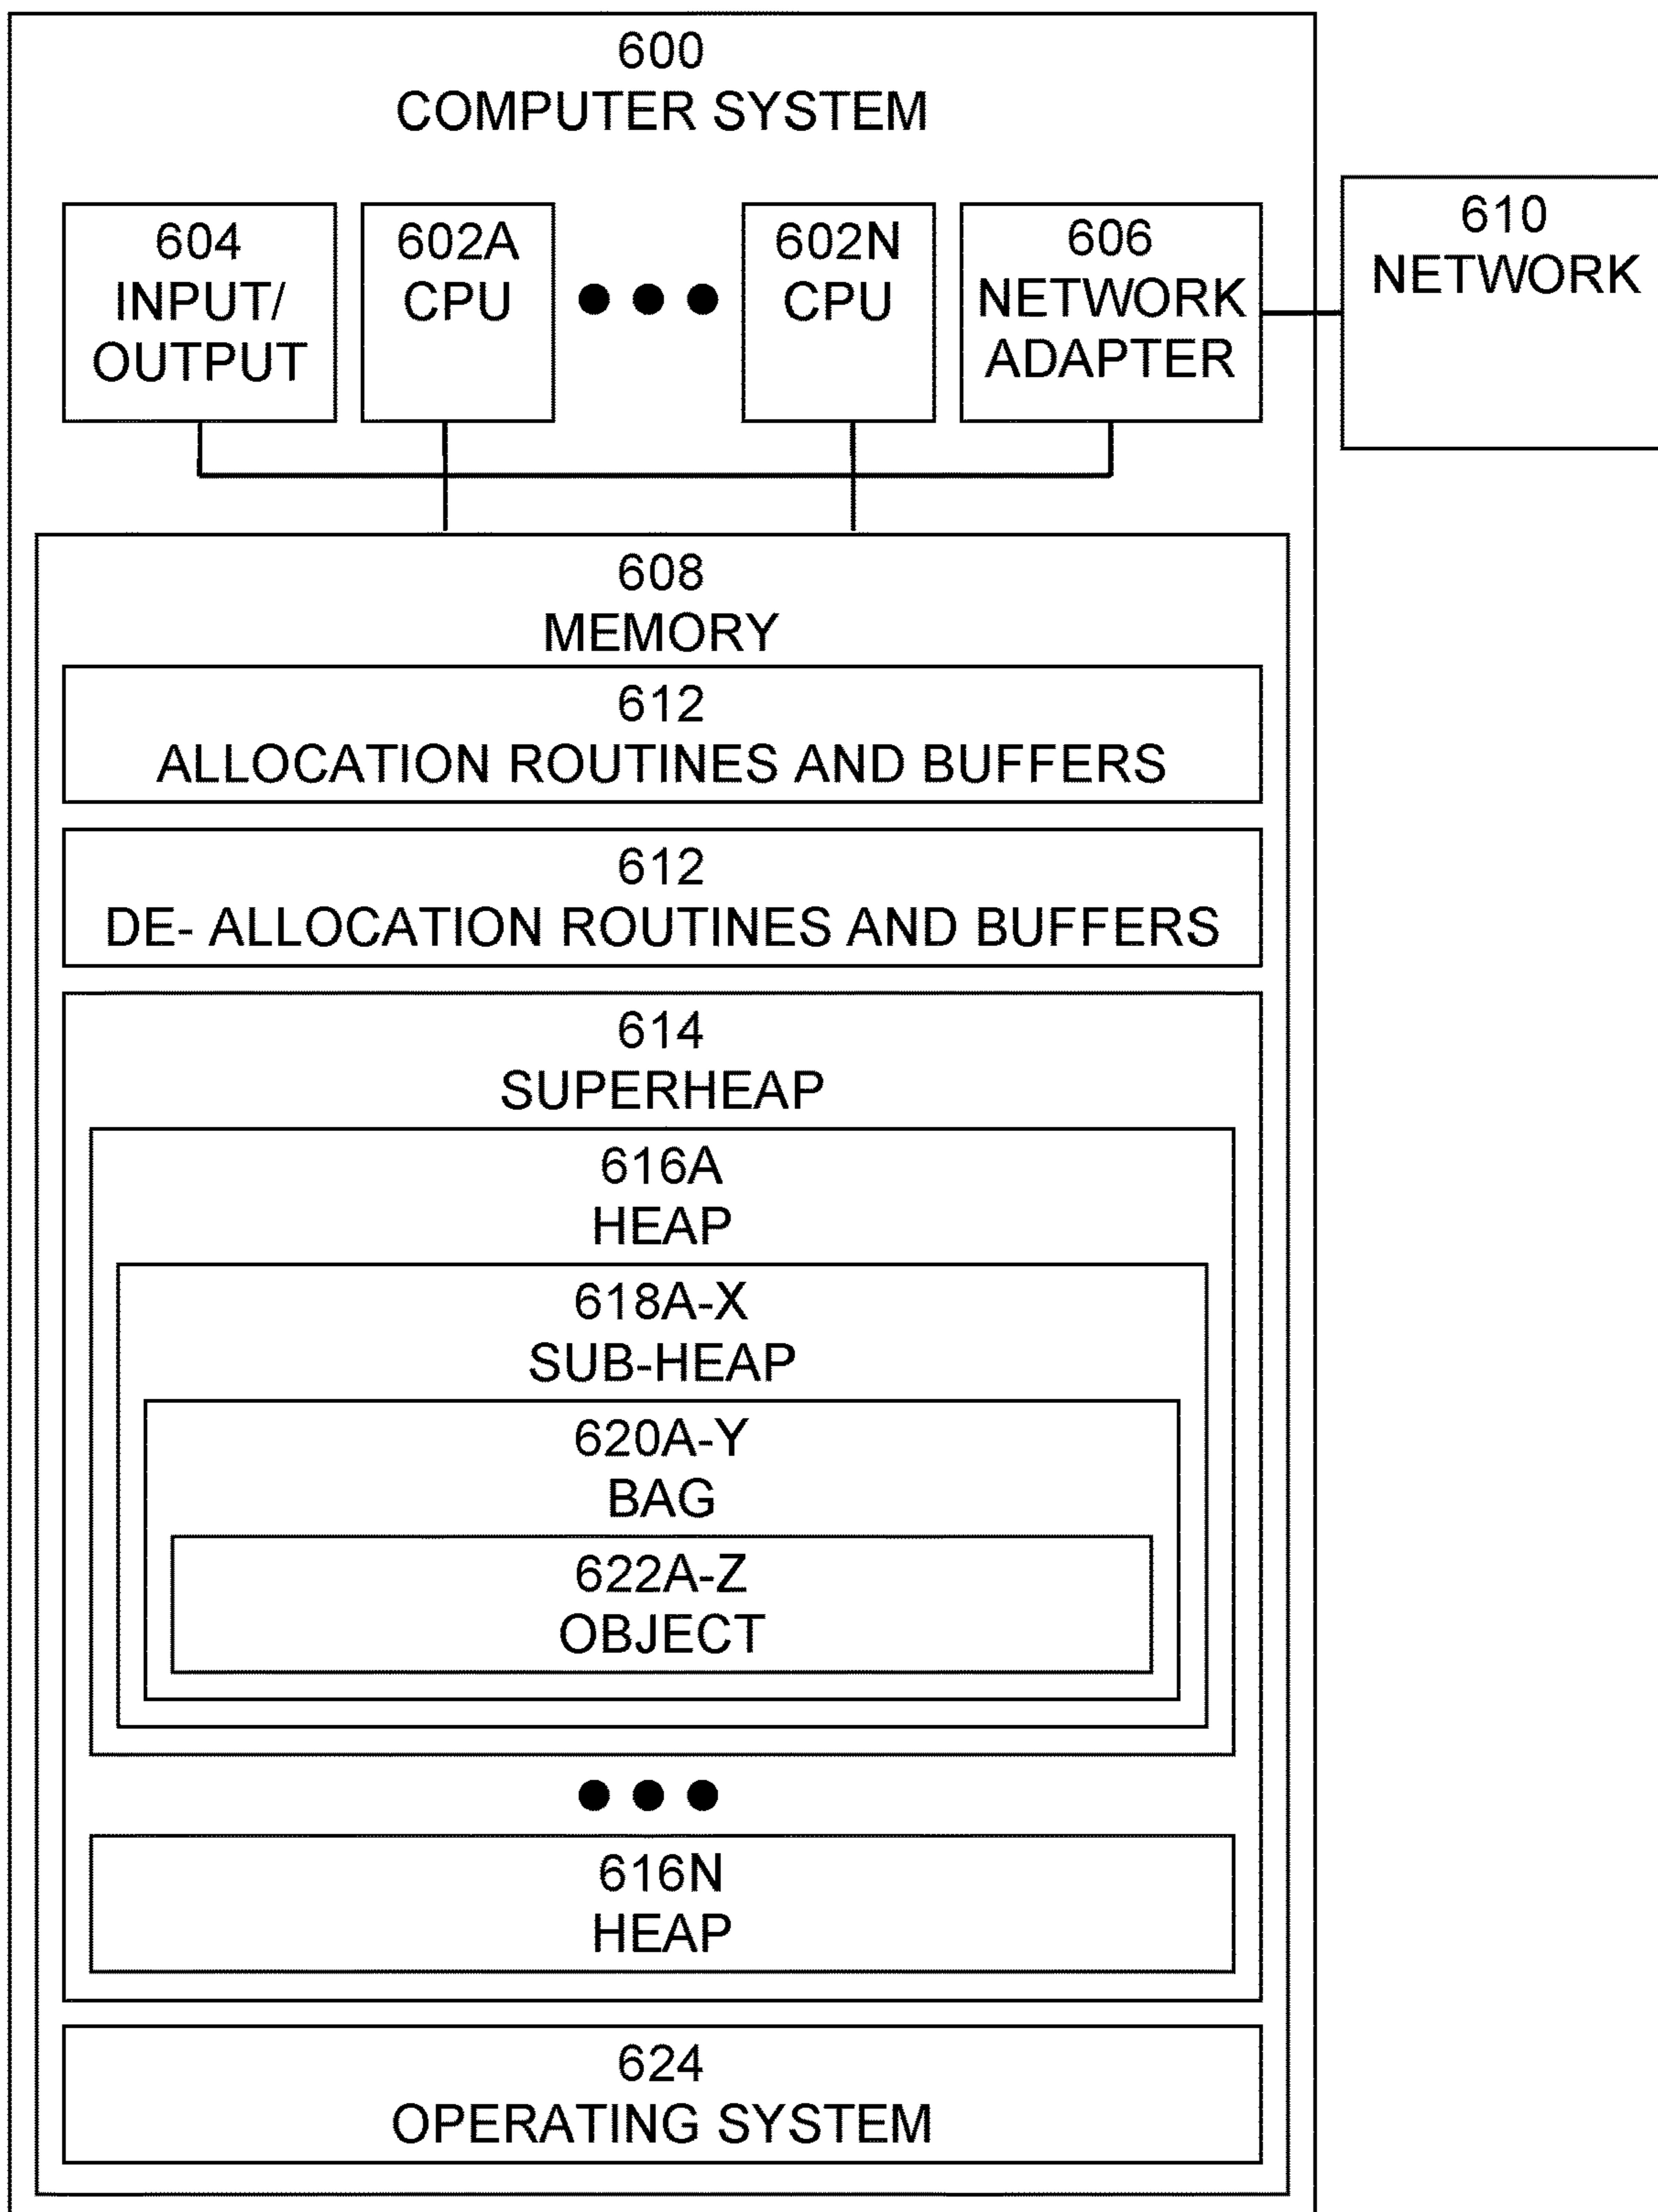 600
COMPUTER SYSTEM
604
INPUT/
OUTPUT
602A
CPU
602N
CPU
606
NETWORK
ADAPTER
610
NETWORK
608
MEMORY
612
ALLOCATION ROUTINES AND BUFFERS
612
DE- ALLOCATION ROUTINES AND BUFFERS
614
SUPERHEAP
616A
HEAP
618A-X
SUB-HEAP
620A-Y
BAG
622A-Z
OBJECT
616N
HEAP
624
OPERATING SYSTEM